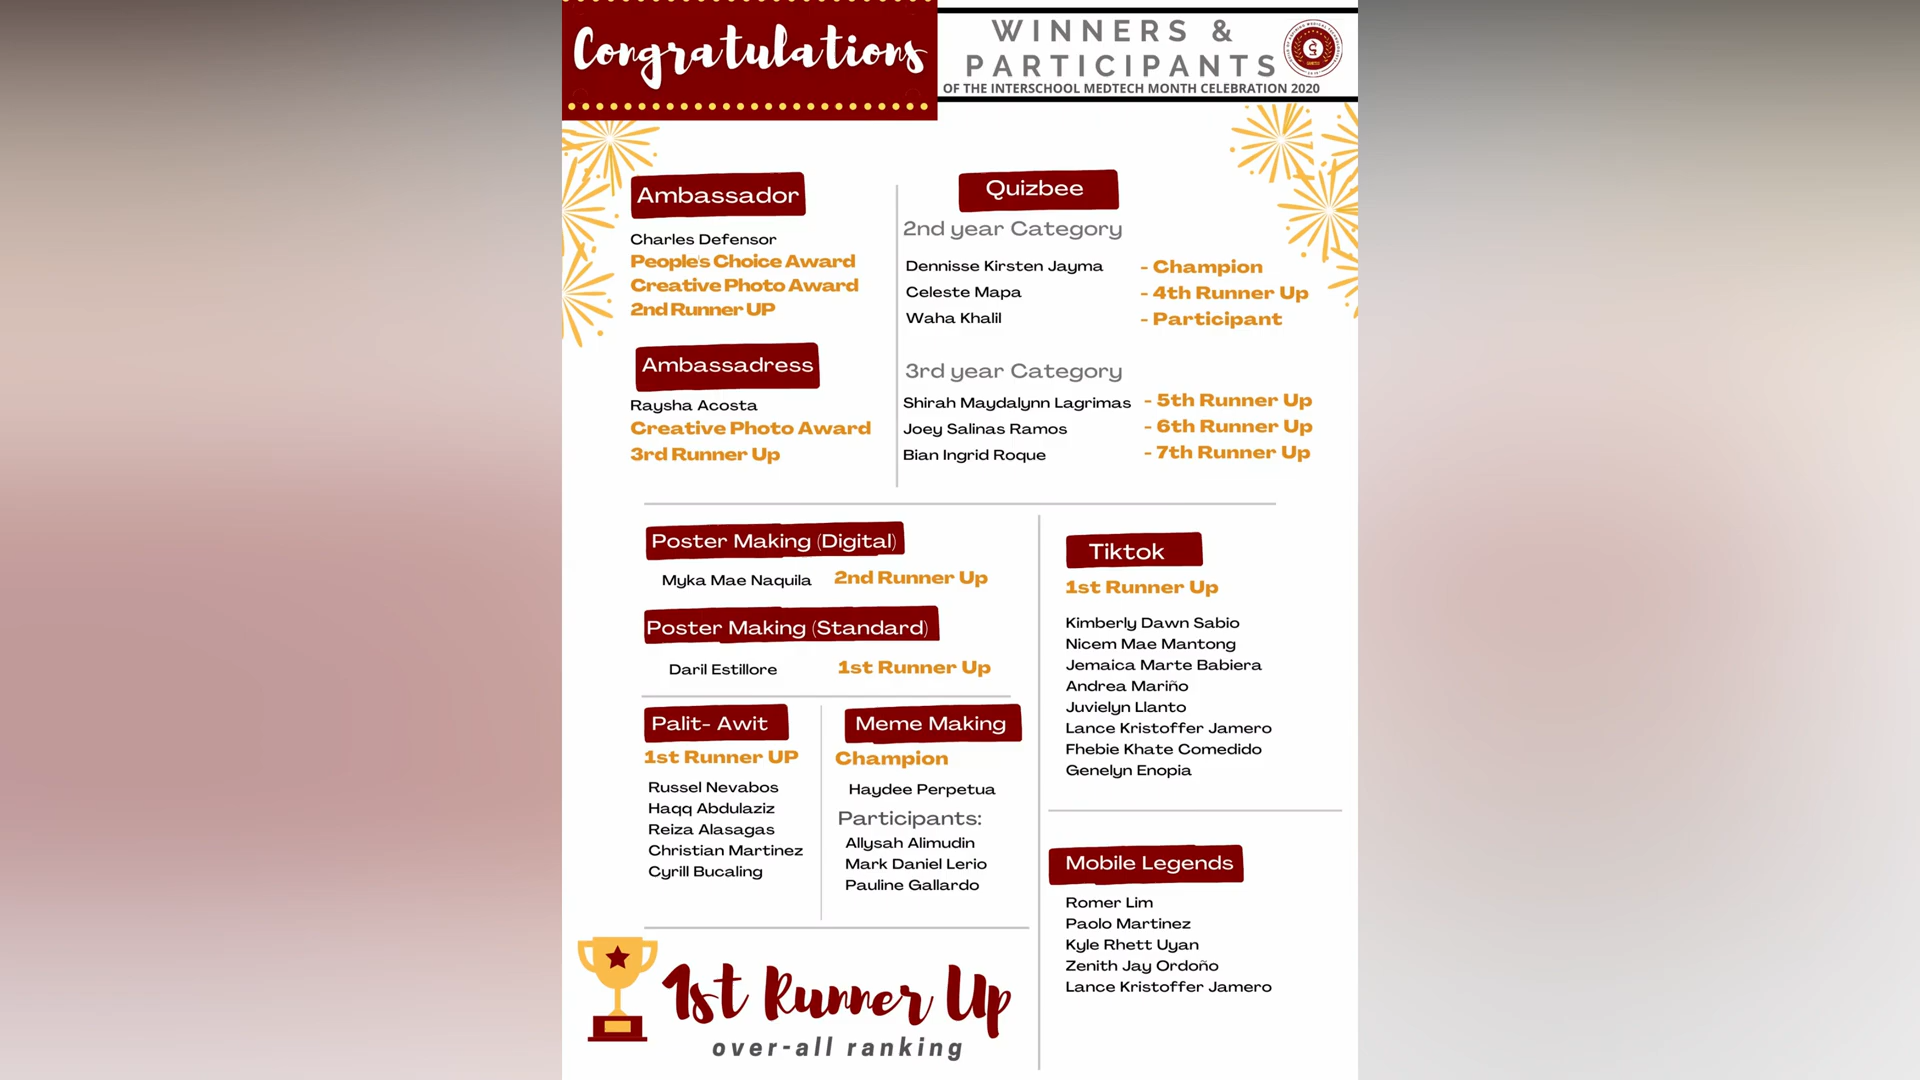 Congratulations
WINNERS &
PARTICIPANTS
OF THE INTERSCHOOL MEDTECH MONTH CELEBRATION 2020
Ambassador
Charles Defensor
People's Choice Award
Creative Photo Award
2nd Runner UP
Ambassadress
Raysha Acosta
Creative Photo Award
3rd Runner Up
Quizbee
2nd year Category
Dennisse Kirsten Jayma - Champion
Celeste Mapa - 4th Runner Up
Waha Khalil - Participant
3rd year Category
Shirah Maydalynn Lagrimas - 5th Runner Up
Joey Salinas Ramos - 6th Runner Up
Bian Ingrid Roque - 7th Runner Up
Poster Making (Digital)
Myka Mae Naquila 2nd Runner Up
Poster Making (Standard)
Daril Estillore 1st Runner Up
Palit- Awit
1st Runner UP
Russel Nevabos
Haqq Abdulaziz
Reiza Alasagas
Christian Martinez
Cyrill Bucaling
Meme Making
Champion
Haydee Perpetua
Participants:
Allysah Alimudin
Mark Daniel Lerio
Pauline Gallardo
Tiktok
1st Runner Up
Kimberly Dawn Sabio
Nicem Mae Mantong
Jemaica Marte Babiera
Andrea Mariño
Juvielyn Llanto
Lance Kristoffer Jamero
Fhebie Khate Comedido
Genelyn Enopia
Mobile Legends
Romer Lim
Paolo Martinez
Kyle Rhett Uyan
Zenith Jay Ordoño
Lance Kristoffer Jamero
1st Runner Up
over-all ranking